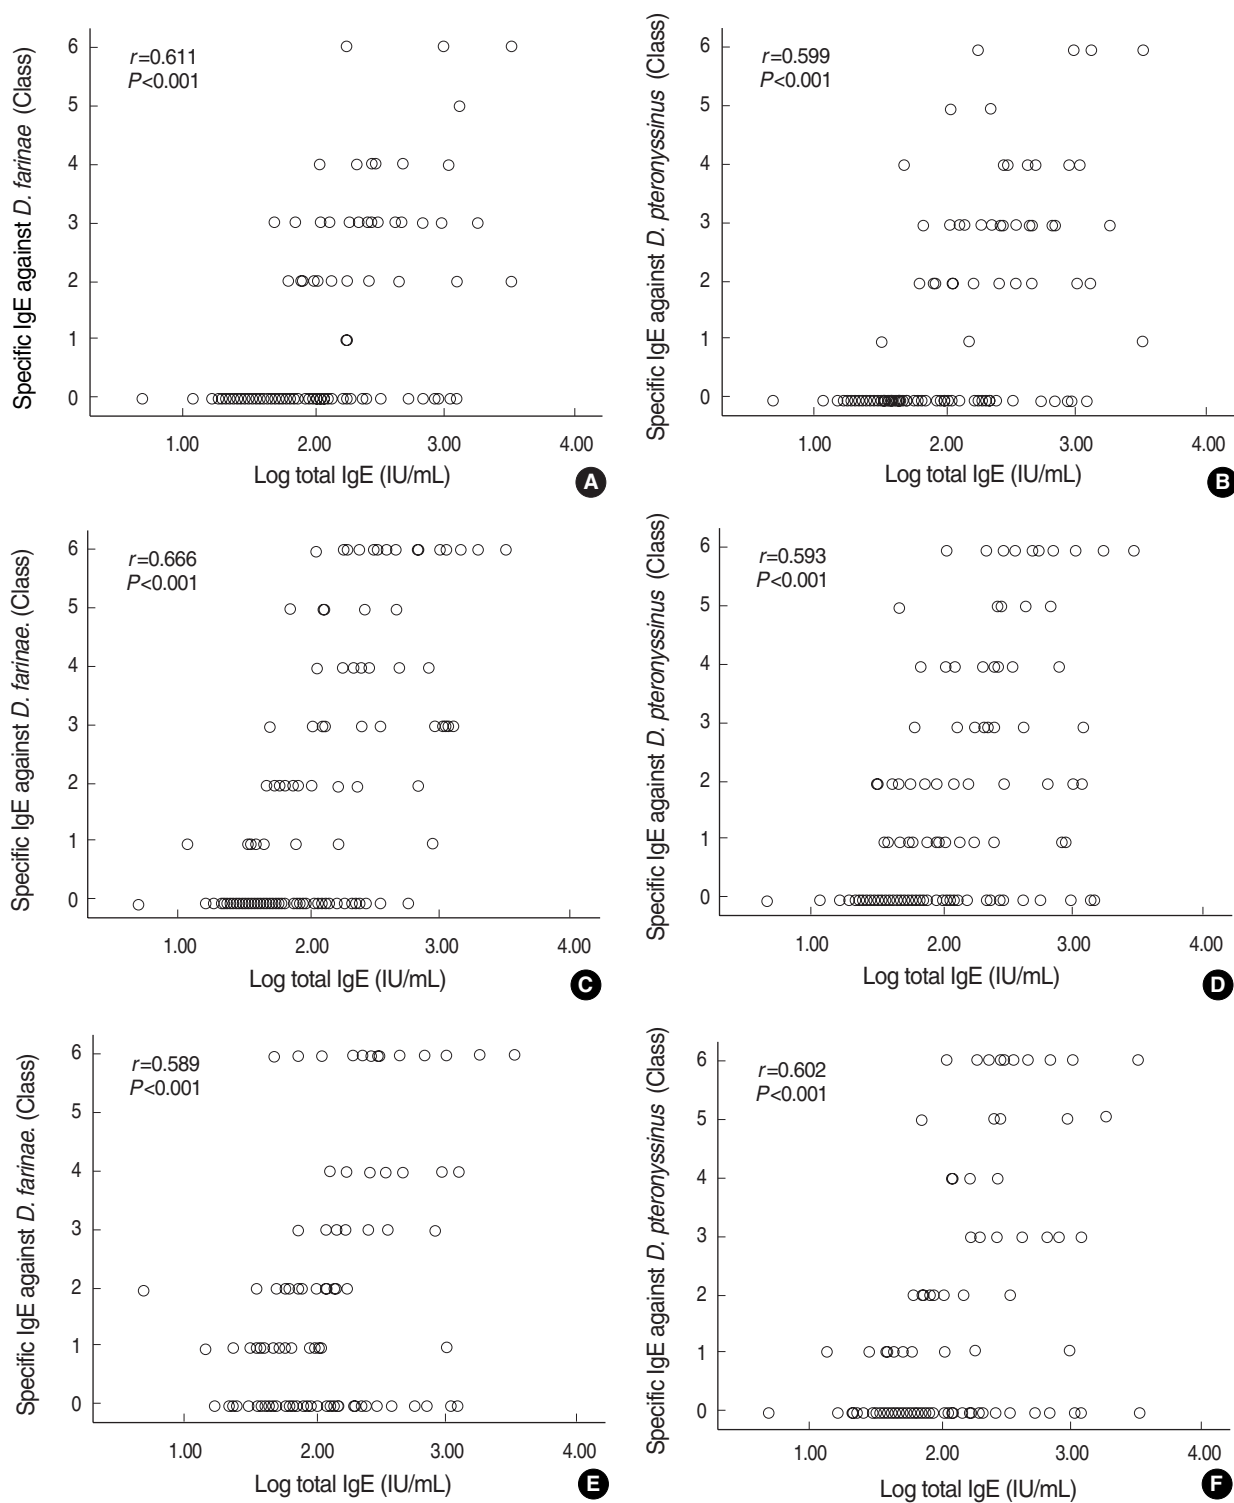 Specific IgE against D. farinae (Class)
r=0.611
P<0.001
6
5
4
3
2
1
0
1.00 2.00 3.00 4.00
Log total IgE (IU/mL)
A
Specific IgE against D. pteronyssinus (Class)
r=0.599
P<0.001
6
5
4
3
2
1
0
1.00 2.00 3.00 4.00
Log total IgE (IU/mL)
B
Specific IgE against D. farinae. (Class)
r=0.666
P<0.001
6
5
4
3
2
1
0
1.00 2.00 3.00 4.00
Log total IgE (IU/mL)
C
Specific IgE against D. pteronyssinus (Class)
r=0.593
P<0.001
6
5
4
3
2
1
0
1.00 2.00 3.00 4.00
Log total IgE (IU/mL)
D
Specific IgE against D. farinae. (Class)
r=0.589
P<0.001
6
5
4
3
2
1
0
1.00 2.00 3.00 4.00
Log total IgE (IU/mL)
E
Specific IgE against D. pteronyssinus (Class)
r=0.602
P<0.001
6
5
4
3
2
1
0
1.00 2.00 3.00 4.00
Log total IgE (IU/mL)
F